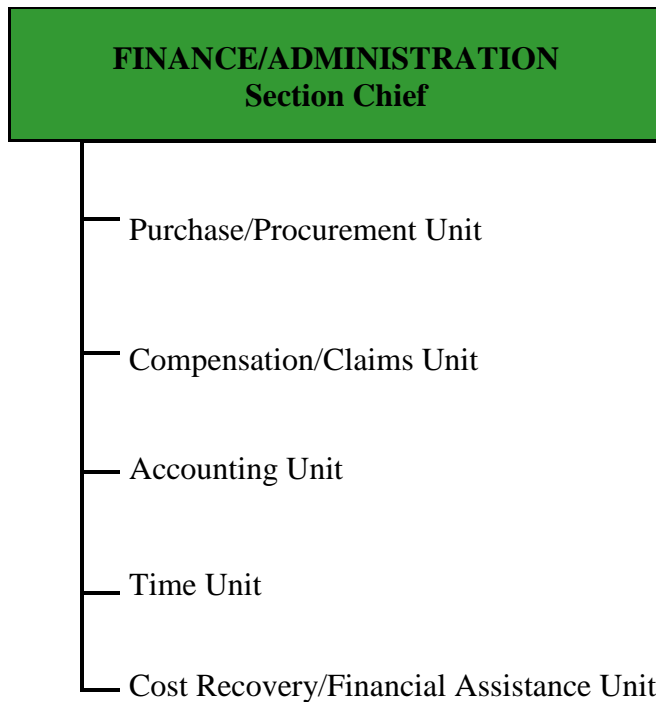 FINANCE/ADMINISTRATION
Section Chief
Purchase/Procurement Unit
Compensation/Claims Unit
Accounting Unit
Time Unit
Cost Recovery/Financial Assistance Unit